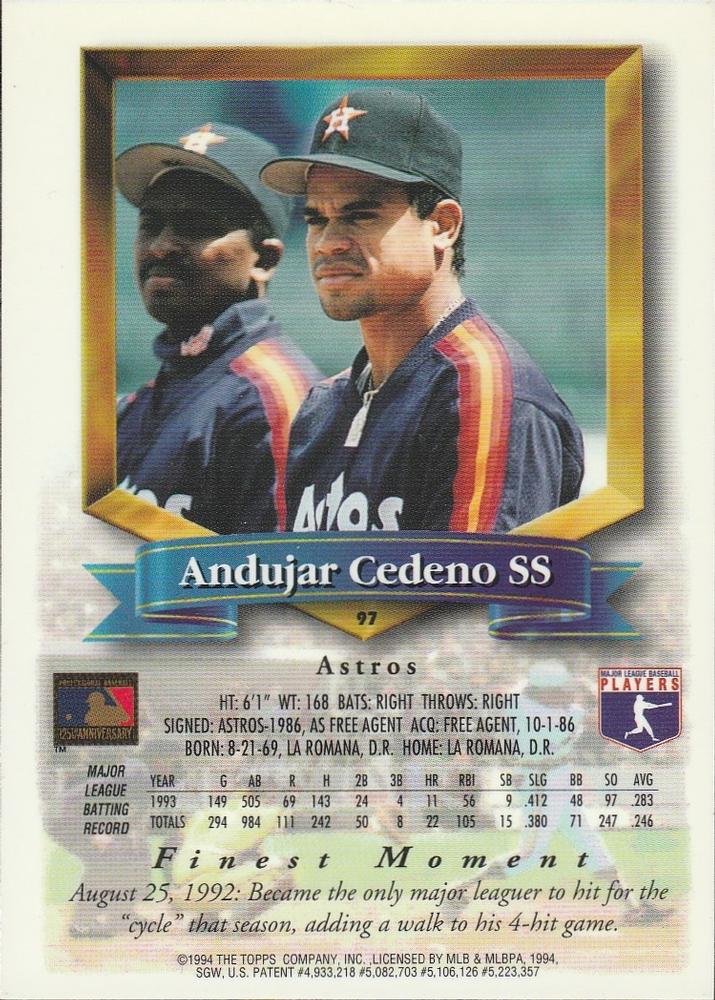 tos
Astros
Andujar Cedeno SS
97
Astros
PROFESSIONAL BASEBALL
125th ANNIVERSARY
TM
MAJOR LEAGUE BASEBALL
PLAYERS
HT: 6'1" WT: 168 BATS: RIGHT THROWS: RIGHT
SIGNED: ASTROS-1986, AS FREE AGENT ACQ: FREE AGENT, 10-1-86
BORN: 8-21-69, LA ROMANA, D.R. HOME: LA ROMANA, D.R.
MAJOR LEAGUE BATTING RECORD
YEAR G AB R H 2B 3B HR RBI SB SLG BB SO AVG
1993 149 505 69 143 24 4 11 56 9 .412 48 97 .283
TOTALS 294 984 111 242 50 8 22 105 15 .380 71 247 .246
Finest Moment
August 25, 1992: Became the only major leaguer to hit for the
"cycle" that season, adding a walk to his 4-hit game.
©1994 THE TOPPS COMPANY, INC. ,LICENSED BY MLB & MLBPA, 1994,
SGW, U.S. PATENT #4,933,218 #5,082,703 #5,106,126 #5,223,357